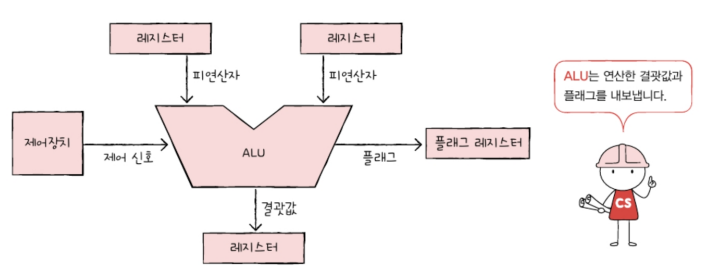 레지스터
레지스터
피연산자
피연산자
제어장치
제어 신호
ALU
플래그
플래그 레지스터
결괏값
레지스터
ALU는 연산한 결괏값과
플래그를 내보냅니다.
CS